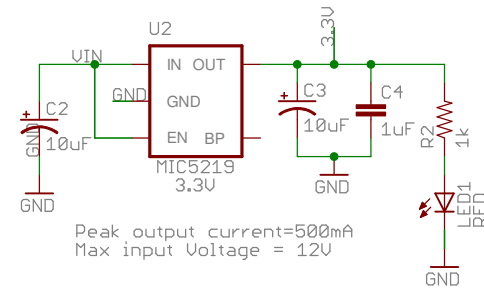 U2
3.3V
VIN
IN OUT
GND
GND
EN BP
C2
10uF
GND
GND
MIC5219
3.3V
C3
10uF
C4
1uF
GND
R2
1k
LED1
RED
GND
Peak output current=500mA
Max input Voltage = 12V